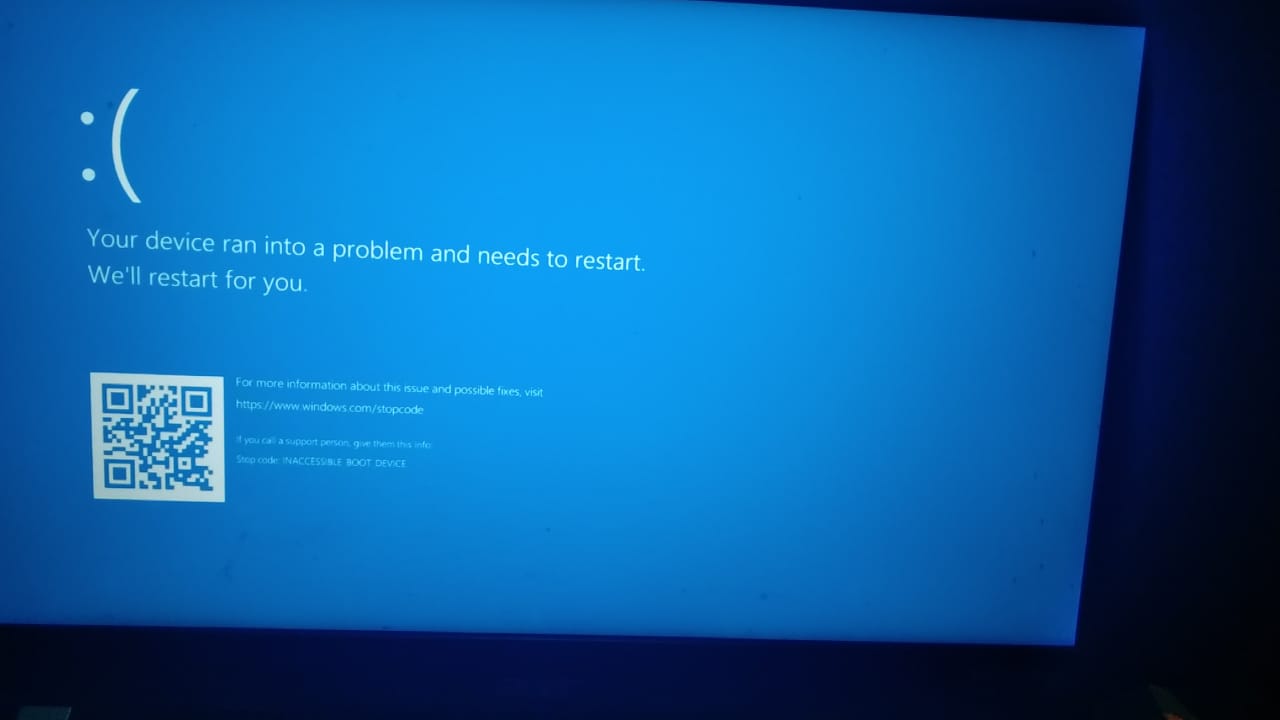 :(
Your device ran into a problem and needs to restart.
We'll restart for you.
For more information about this issue and possible fixes, visit
https://www.windows.com/stopcode
If you call a support person, give them this info:
Stop code: INACCESSIBLE BOOT DEVICE